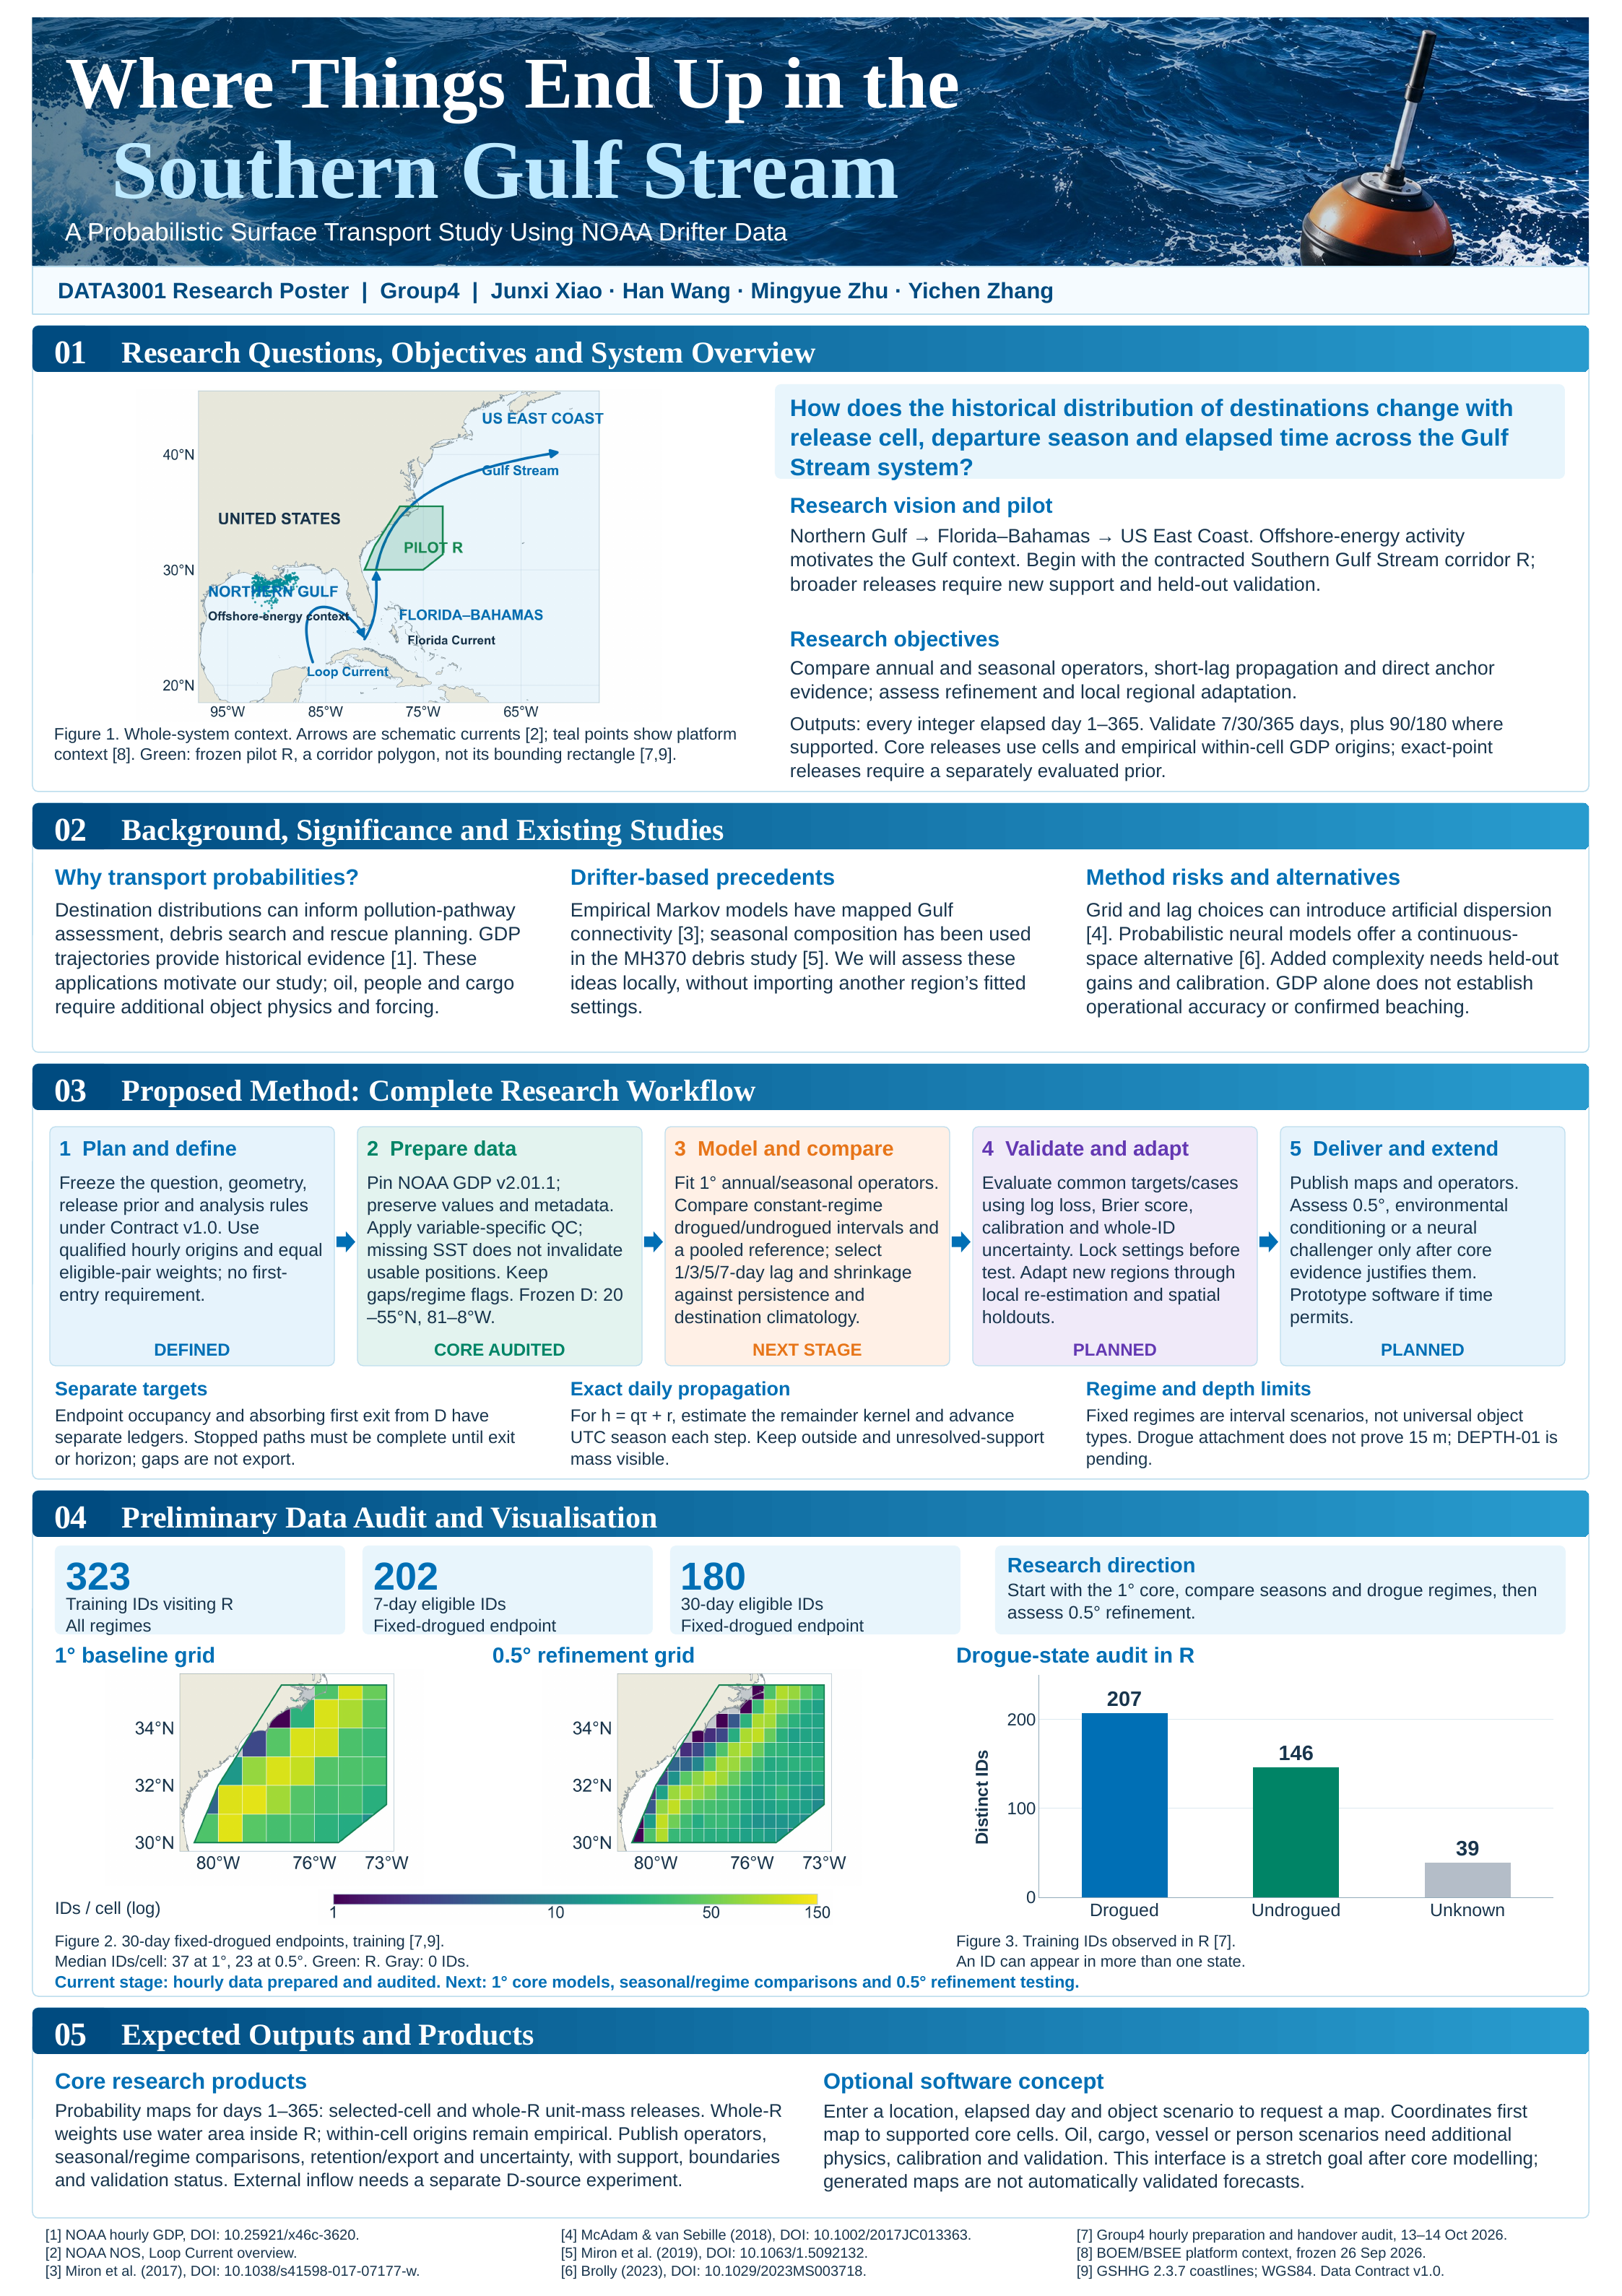 Where Things End Up in the
Southern Gulf Stream
A Probabilistic Surface Transport Study Using NOAA Drifter Data
DATA3001 Research Poster | Group4 | Junxi Xiao · Han Wang · Mingyue Zhu · Yichen Zhang
01 Research Questions, Objectives and System Overview
US EAST COAST
40°N
Gulf Stream
UNITED STATES
PILOT R
30°N
NORTHERN GULF
Offshore-energy context
FLORIDA–BAHAMAS
Florida Current
Loop Current
20°N
95°W 85°W 75°W 65°W
Figure 1. Whole-system context. Arrows are schematic currents [2]; teal points show platform
context [8]. Green: frozen pilot R, a corridor polygon, not its bounding rectangle [7,9].
How does the historical distribution of destinations change with
release cell, departure season and elapsed time across the Gulf
Stream system?
Research vision and pilot
Northern Gulf → Florida–Bahamas → US East Coast. Offshore-energy activity
motivates the Gulf context. Begin with the contracted Southern Gulf Stream corridor R;
broader releases require new support and held-out validation.
Research objectives
Compare annual and seasonal operators, short-lag propagation and direct anchor
evidence; assess refinement and local regional adaptation.
Outputs: every integer elapsed day 1–365. Validate 7/30/365 days, plus 90/180 where
supported. Core releases use cells and empirical within-cell GDP origins; exact-point
releases require a separately evaluated prior.
02 Background, Significance and Existing Studies
Why transport probabilities?
Destination distributions can inform pollution-pathway
assessment, debris search and rescue planning. GDP
trajectories provide historical evidence [1]. These
applications motivate our study; oil, people and cargo
require additional object physics and forcing.
Drifter-based precedents
Empirical Markov models have mapped Gulf
connectivity [3]; seasonal composition has been used
in the MH370 debris study [5]. We will assess these
ideas locally, without importing another region’s fitted
settings.
Method risks and alternatives
Grid and lag choices can introduce artificial dispersion
[4]. Probabilistic neural models offer a continuous-
space alternative [6]. Added complexity needs held-out
gains and calibration. GDP alone does not establish
operational accuracy or confirmed beaching.
03 Proposed Method: Complete Research Workflow
1 Plan and define
Freeze the question, geometry,
release prior and analysis rules
under Contract v1.0. Use
qualified hourly origins and equal
eligible-pair weights; no first-
entry requirement.
DEFINED
2 Prepare data
Pin NOAA GDP v2.01.1;
preserve values and metadata.
Apply variable-specific QC;
missing SST does not invalidate
usable positions. Keep
gaps/regime flags. Frozen D: 20
–55°N, 81–8°W.
CORE AUDITED
3 Model and compare
Fit 1° annual/seasonal operators.
Compare constant-regime
drogued/undrogued intervals and
a pooled reference; select
1/3/5/7-day lag and shrinkage
against persistence and
destination climatology.
NEXT STAGE
4 Validate and adapt
Evaluate common targets/cases
using log loss, Brier score,
calibration and whole-ID
uncertainty. Lock settings before
test. Adapt new regions through
local re-estimation and spatial
holdouts.
PLANNED
5 Deliver and extend
Publish maps and operators.
Assess 0.5°, environmental
conditioning or a neural
challenger only after core
evidence justifies them.
Prototype software if time
permits.
PLANNED
Separate targets
Endpoint occupancy and absorbing first exit from D have
separate ledgers. Stopped paths must be complete until exit
or horizon; gaps are not export.
Exact daily propagation
For h = qτ + r, estimate the remainder kernel and advance
UTC season each step. Keep outside and unresolved-support
mass visible.
Regime and depth limits
Fixed regimes are interval scenarios, not universal object
types. Drogue attachment does not prove 15 m; DEPTH-01 is
pending.
04 Preliminary Data Audit and Visualisation
323
Training IDs visiting R
All regimes
202
7-day eligible IDs
Fixed-drogued endpoint
180
30-day eligible IDs
Fixed-drogued endpoint
Research direction
Start with the 1° core, compare seasons and drogue regimes, then
assess 0.5° refinement.
1° baseline grid
34°N
32°N
30°N
80°W 76°W 73°W
0.5° refinement grid
34°N
32°N
30°N
80°W 76°W 73°W
IDs / cell (log)
1 10 50 150
Figure 2. 30-day fixed-drogued endpoints, training [7,9].
Median IDs/cell: 37 at 1°, 23 at 0.5°. Green: R. Gray: 0 IDs.
Drogue-state audit in R
Distinct IDs
200
100
0
207
146
39
Drogued Undrogued Unknown
Figure 3. Training IDs observed in R [7].
An ID can appear in more than one state.
Current stage: hourly data prepared and audited. Next: 1° core models, seasonal/regime comparisons and 0.5° refinement testing.
05 Expected Outputs and Products
Core research products
Probability maps for days 1–365: selected-cell and whole-R unit-mass releases. Whole-R
weights use water area inside R; within-cell origins remain empirical. Publish operators,
seasonal/regime comparisons, retention/export and uncertainty, with support, boundaries
and validation status. External inflow needs a separate D-source experiment.
Optional software concept
Enter a location, elapsed day and object scenario to request a map. Coordinates first
map to supported core cells. Oil, cargo, vessel or person scenarios need additional
physics, calibration and validation. This interface is a stretch goal after core modelling;
generated maps are not automatically validated forecasts.
[1] NOAA hourly GDP, DOI: 10.25921/x46c-3620.
[2] NOAA NOS, Loop Current overview.
[3] Miron et al. (2017), DOI: 10.1038/s41598-017-07177-w.
[4] McAdam & van Sebille (2018), DOI: 10.1002/2017JC013363.
[5] Miron et al. (2019), DOI: 10.1063/1.5092132.
[6] Brolly (2023), DOI: 10.1029/2023MS003718.
[7] Group4 hourly preparation and handover audit, 13–14 Oct 2026.
[8] BOEM/BSEE platform context, frozen 26 Sep 2026.
[9] GSHHG 2.3.7 coastlines; WGS84. Data Contract v1.0.